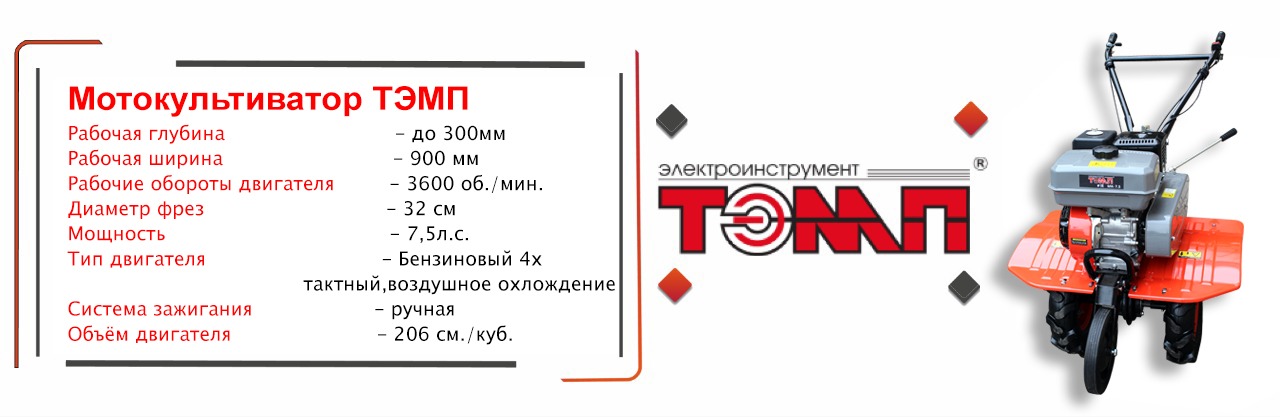 Мотокультиватор ТЭМП
Рабочая глубина – до 300мм
Рабочая ширина – 900 мм
Рабочие обороты двигателя – 3600 об./мин.
Диаметр фрез – 32 см
Мощность – 7,5л.с.
Тип двигателя – Бензиновый 4х
тактный,воздушное охлождение
Система зажигания – ручная
Объём двигателя – 206 см./куб.
электроинструмент ®
ТЭМП
ТЭМП